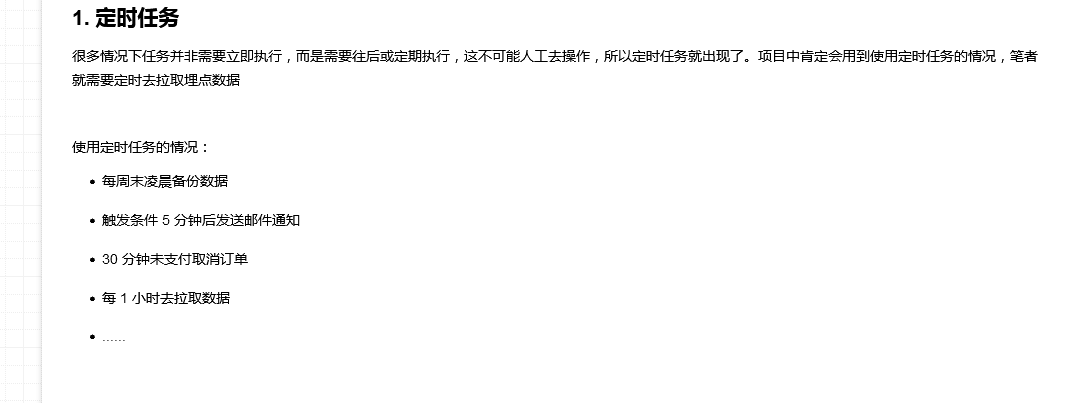 1. 定时任务
很多情况下任务并非需要立即执行，而是需要往后或定期执行，这不可能人工去操作，所以定时任务就出现了。项目中肯定会用到使用定时任务的情况，笔者
就需要定时去拉取埋点数据
使用定时任务的情况：
• 每周末凌晨备份数据
• 触发条件 5 分钟后发送邮件通知
• 30 分钟未支付取消订单
• 每 1 小时去拉取数据
• ......